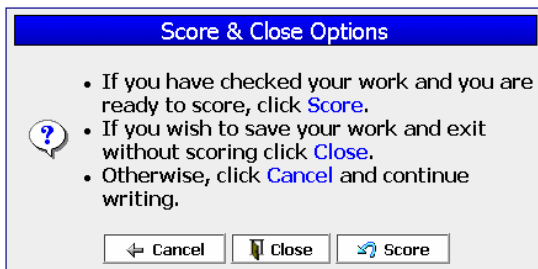 Score & Close Options
• If you have checked your work and you are
ready to score, click Score.
• If you wish to save your work and exit
without scoring click Close.
• Otherwise, click Cancel and continue
writing.
Cancel Close Score